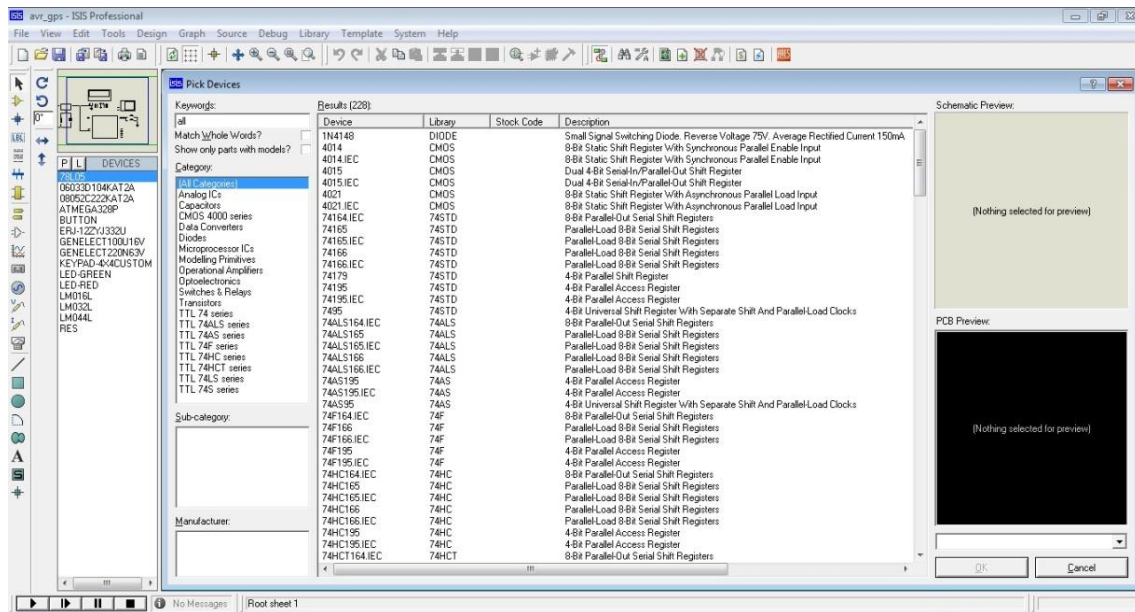 avr_gps - ISIS Professional
File View Edit Tools Design Graph Source Debug Library Template System Help
Pick Devices
Keywords:
all
Match Whole Words?
Show only parts with models?
Category:
(All Categories)
Analog ICs
Capacitors
CMOS 4000 series
Data Converters
Diodes
Microprocessor ICs
Modelling Primitives
Operational Amplifiers
Optoelectronics
Switches & Relays
Transistors
TTL 74 series
TTL 74ALS series
TTL 74AS series
TTL 74F series
TTL 74HC series
TTL 74HCT series
TTL 74LS series
TTL 74S series
Sub-category:
Manufacturer:
P L DEVICES
78L05
06033D104KAT2A
08052C222KAT2A
ATMEGA328P
BUTTON
ERJ-12ZYJ332U
GENELECT100U16V
GENELECT220N63V
KEYPAD-4X4CUSTOM
LED-GREEN
LED-RED
LM016L
LM032L
LM044L
RES
Results (228):
Device Library Stock Code Description
1N4148 DIODE Small Signal Switching Diode. Reverse Voltage 75V. Average Rectified Current 150mA
4014 CMOS 8-Bit Static Shift Register With Synchronous Parallel Enable Input
4014.IEC CMOS 8-Bit Static Shift Register With Synchronous Parallel Enable Input
4015 CMOS Dual 4-Bit Serial-In/Parallel-Out Shift Register
4015.IEC CMOS Dual 4-Bit Serial-In/Parallel-Out Shift Register
4021 CMOS 8-Bit Static Shift Register With Asynchronous Parallel Load Input
4021.IEC CMOS 8-Bit Static Shift Register With Asynchronous Parallel Load Input
74164.IEC 74STD 8-Bit Parallel-Out Serial Shift Registers
74165 74STD Parallel-Load 8-Bit Serial Shift Registers
74165.IEC 74STD Parallel-Load 8-Bit Serial Shift Registers
74166 74STD Parallel-Load 8-Bit Serial Shift Registers
74166.IEC 74STD Parallel-Load 8-Bit Serial Shift Registers
74179 74STD 4-Bit Parallel Shift Register
74195 74STD 4-Bit Parallel Access Register
74195.IEC 74STD 4-Bit Parallel Access Register
7495 74STD 4-Bit Universal Shift Register With Separate Shift And Parallel-Load Clocks
74ALS164.IEC 74ALS 8-Bit Parallel-Out Serial Shift Registers
74ALS165 74ALS Parallel-Load 8-Bit Serial Shift Registers
74ALS165.IEC 74ALS Parallel-Load 8-Bit Serial Shift Registers
74ALS166 74ALS Parallel-Load 8-Bit Serial Shift Registers
74ALS166.IEC 74ALS Parallel-Load 8-Bit Serial Shift Registers
74AS195 74AS 4-Bit Parallel Access Register
74AS195.IEC 74AS 4-Bit Parallel Access Register
74AS95 74AS 4-Bit Universal Shift Register With Separate Shift And Parallel-Load Clocks
74F164.IEC 74F 8-Bit Parallel-Out Serial Shift Registers
74F166 74F Parallel-Load 8-Bit Serial Shift Registers
74F166.IEC 74F Parallel-Load 8-Bit Serial Shift Registers
74F195 74F 4-Bit Parallel Access Register
74F195.IEC 74F 4-Bit Parallel Access Register
74HC164.IEC 74HC 8-Bit Parallel-Out Serial Shift Registers
74HC165 74HC Parallel-Load 8-Bit Serial Shift Registers
74HC165.IEC 74HC Parallel-Load 8-Bit Serial Shift Registers
74HC166 74HC Parallel-Load 8-Bit Serial Shift Registers
74HC166.IEC 74HC Parallel-Load 8-Bit Serial Shift Registers
74HC195 74HC 4-Bit Parallel Access Register
74HC195.IEC 74HC 4-Bit Parallel Access Register
74HCT164.IEC 74HCT 8-Bit Parallel-Out Serial Shift Registers
Schematic Preview:
(Nothing selected for preview)
PCB Preview:
(Nothing selected for preview)
OK Cancel
No Messages Root sheet 1